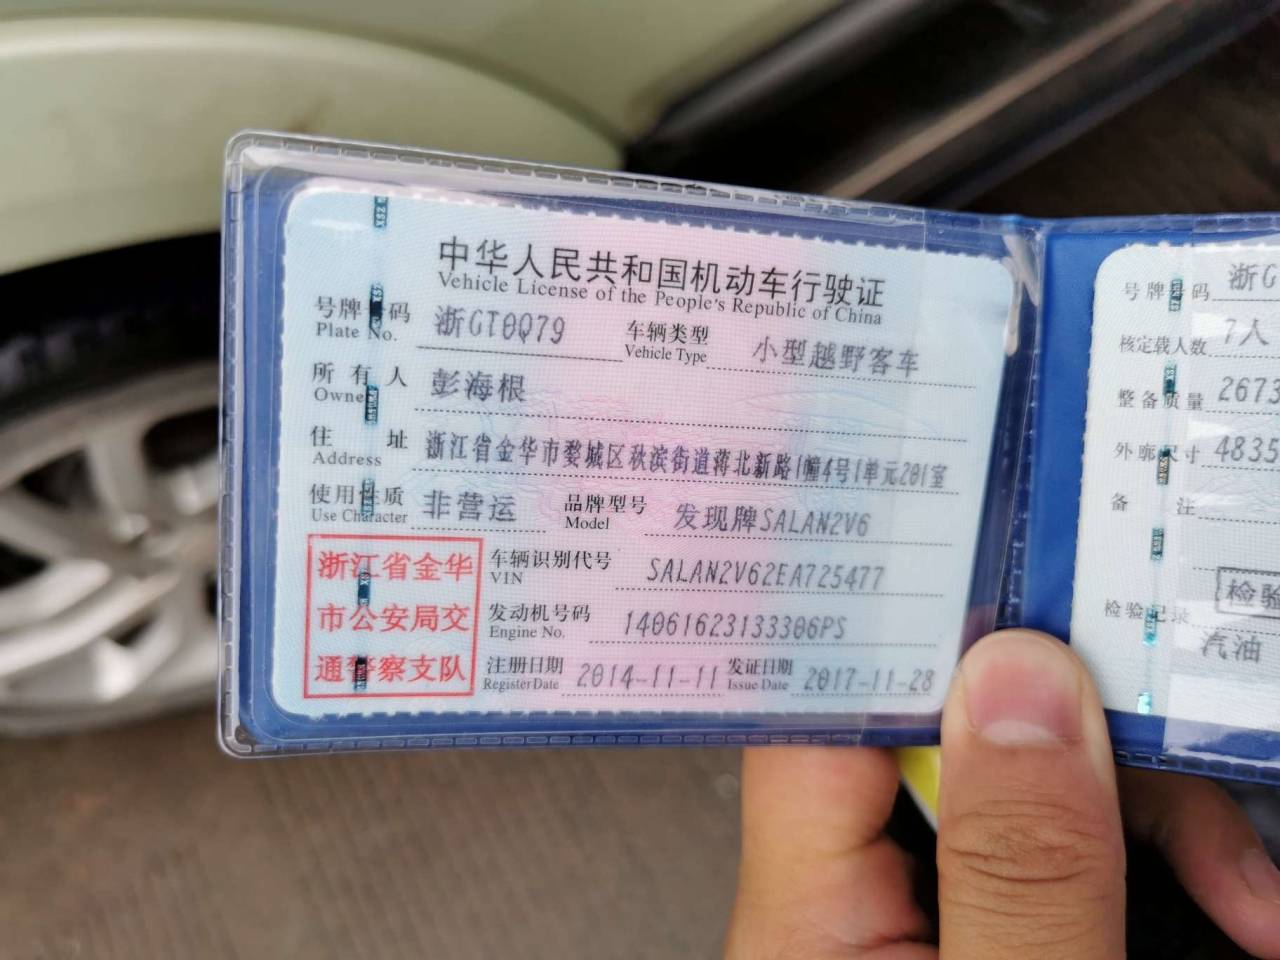 中华人民共和国机动车行驶证
Vehicle License of the People's Republic of China
号牌号码 浙GT0Q79 车辆类型 小型越野客车
Plate No. Vehicle Type
所有人 彭海根
Owner
住址 浙江省金华市婺城区秋滨街道蒋北新路1幢4号1单元201室
Address
使用性质 非营运 品牌型号 发现牌SALAN2V6
Use Character Model
浙江省金华
市公安局交
通警察支队
车辆识别代号 SALAN2V62EA725477
VIN
发动机号码 14061623133306PS
Engine No.
注册日期 2014-11-11 发证日期 2017-11-28
Register Date Issue Date
号牌号码 浙G
核定载人数 7人
整备质量 2673
外廓尺寸 4835
备注
检验
检验记录
汽油